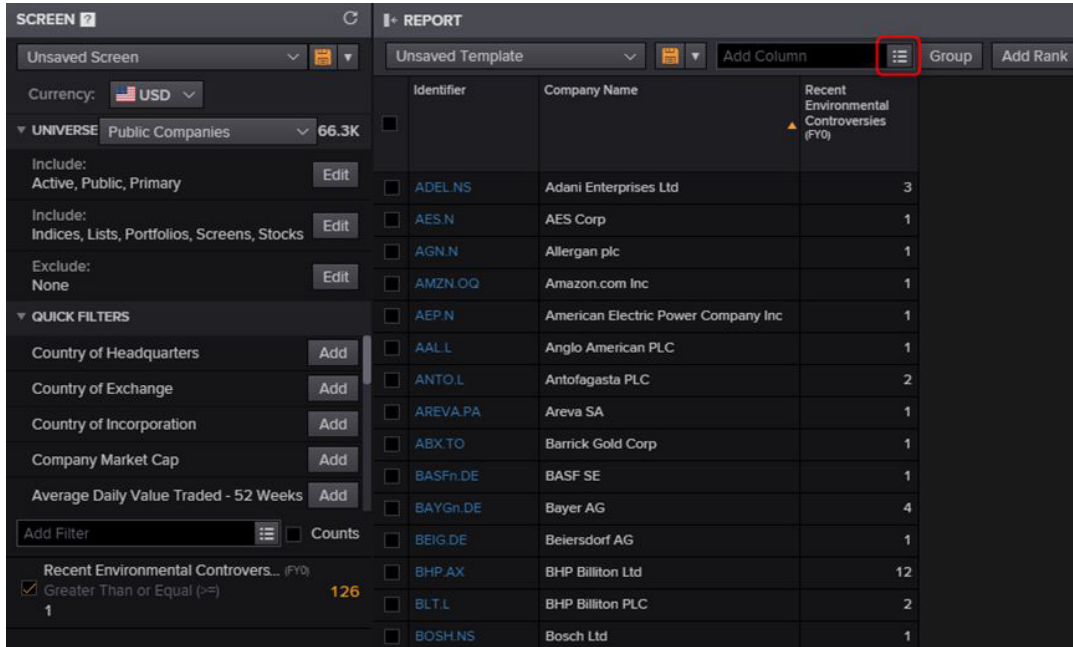 SCREEN ?
Unsaved Screen
Currency: USD
UNIVERSE Public Companies 66.3K
Include:
Active, Public, Primary Edit
Include:
Indices, Lists, Portfolios, Screens, Stocks Edit
Exclude:
None Edit
QUICK FILTERS
Country of Headquarters Add
Country of Exchange Add
Country of Incorporation Add
Company Market Cap Add
Average Daily Value Traded - 52 Weeks Add
Add Filter Counts
Recent Environmental Controvers... (FY0)
Greater Than or Equal (>=) 126
1
REPORT
Unsaved Template Add Column Group Add Rank
Identifier Company Name Recent
Environmental
Controversies
(FY0)
ADEL.NS Adani Enterprises Ltd 3
AES.N AES Corp 1
AGN.N Allergan plc 1
AMZN.OQ Amazon.com Inc 1
AEP.N American Electric Power Company Inc 1
AAL.L Anglo American PLC 1
ANTO.L Antofagasta PLC 2
AREVA.PA Areva SA 1
ABX.TO Barrick Gold Corp 1
BASFn.DE BASF SE 1
BAYGn.DE Bayer AG 4
BEIG.DE Beiersdorf AG 1
BHP.AX BHP Billiton Ltd 12
BLT.L BHP Billiton PLC 2
BOSH.NS Bosch Ltd 1